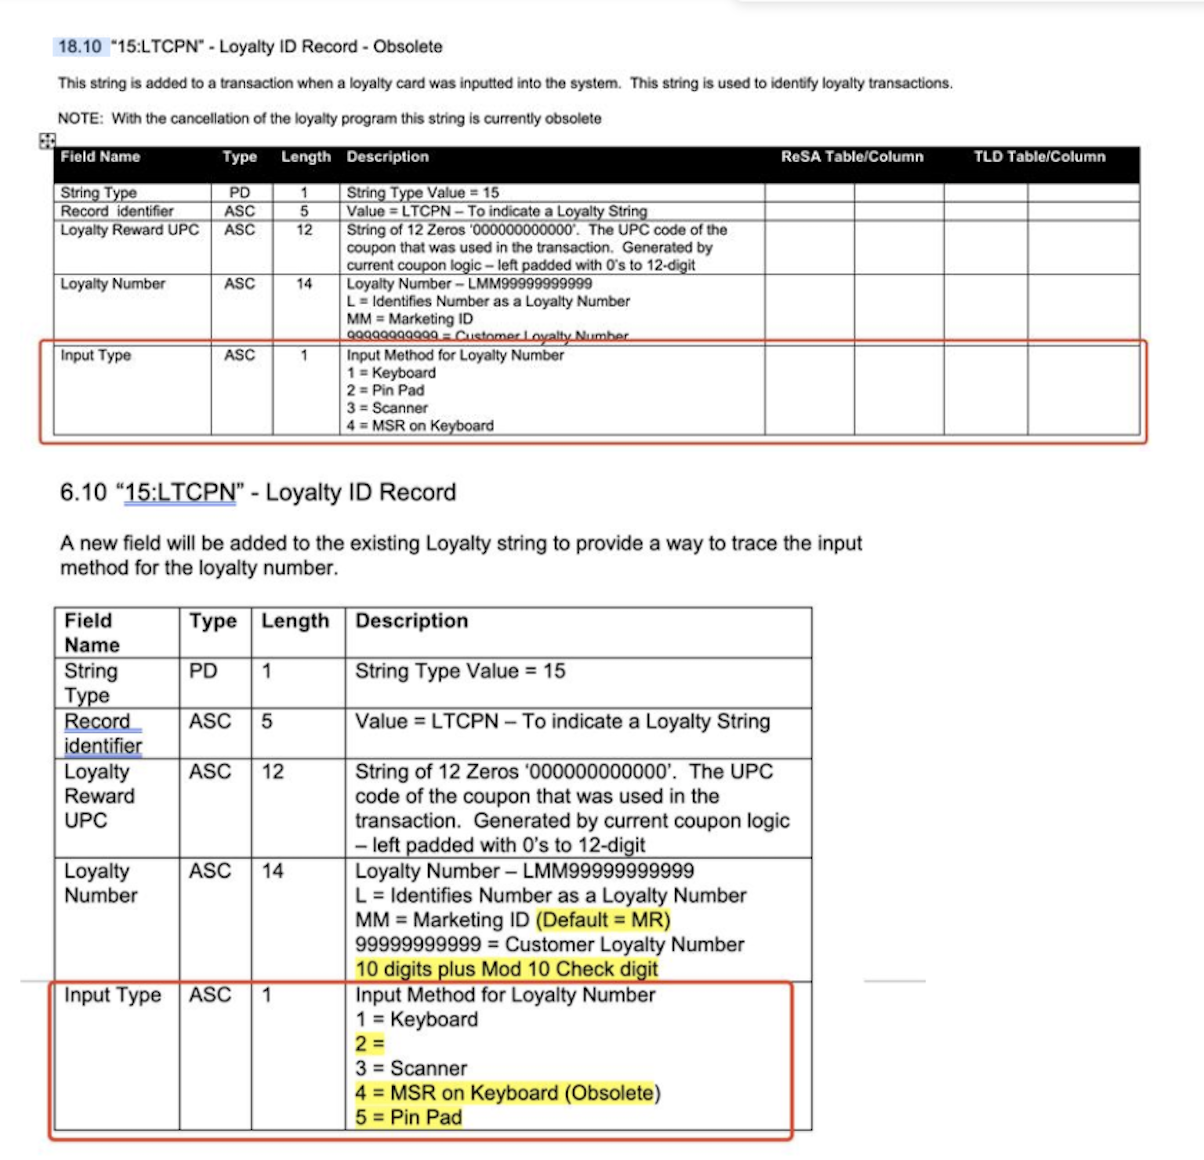 18.10 "15:LTCPN" - Loyalty ID Record - Obsolete
This string is added to a transaction when a loyalty card was inputted into the system. This string is used to identify loyalty transactions.
NOTE: With the cancellation of the loyalty program this string is currently obsolete
Field Name Type Length Description ReSA Table/Column TLD Table/Column
String Type PD 1 String Type Value = 15
Record identifier ASC 5 Value = LTCPN – To indicate a Loyalty String
Loyalty Reward UPC ASC 12 String of 12 Zeros '000000000000'. The UPC code of the
coupon that was used in the transaction. Generated by
current coupon logic – left padded with 0's to 12-digit
Loyalty Number ASC 14 Loyalty Number – LMM99999999999
L = Identifies Number as a Loyalty Number
MM = Marketing ID
99999999999 = Customer Loyalty Number
Input Type ASC 1 Input Method for Loyalty Number
1 = Keyboard
2 = Pin Pad
3 = Scanner
4 = MSR on Keyboard
6.10 "15:LTCPN" - Loyalty ID Record
A new field will be added to the existing Loyalty string to provide a way to trace the input
method for the loyalty number.
Field Type Length Description
Name
String PD 1 String Type Value = 15
Type
Record ASC 5 Value = LTCPN – To indicate a Loyalty String
identifier
Loyalty ASC 12 String of 12 Zeros '000000000000'. The UPC
Reward code of the coupon that was used in the
UPC transaction. Generated by current coupon logic
– left padded with 0's to 12-digit
Loyalty ASC 14 Loyalty Number – LMM99999999999
Number L = Identifies Number as a Loyalty Number
MM = Marketing ID (Default = MR)
99999999999 = Customer Loyalty Number
10 digits plus Mod 10 Check digit
Input Type ASC 1 Input Method for Loyalty Number
1 = Keyboard
2 =
3 = Scanner
4 = MSR on Keyboard (Obsolete)
5 = Pin Pad